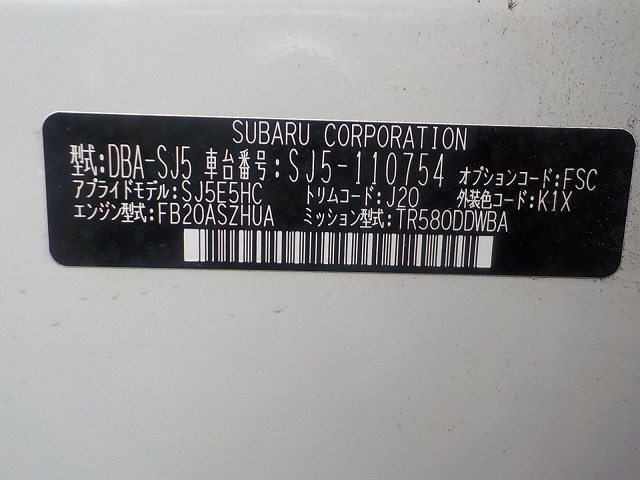 SUBARU CORPORATION
型式:DBA-SJ5 車台番号:SJ5-110754 オプションコード:FSC
アプライドモデル:SJ5E5HC トリムコード:J20 外装色コード:K1X
エンジン型式:FB20ASZHUA ミッション型式:TR580DDWBA